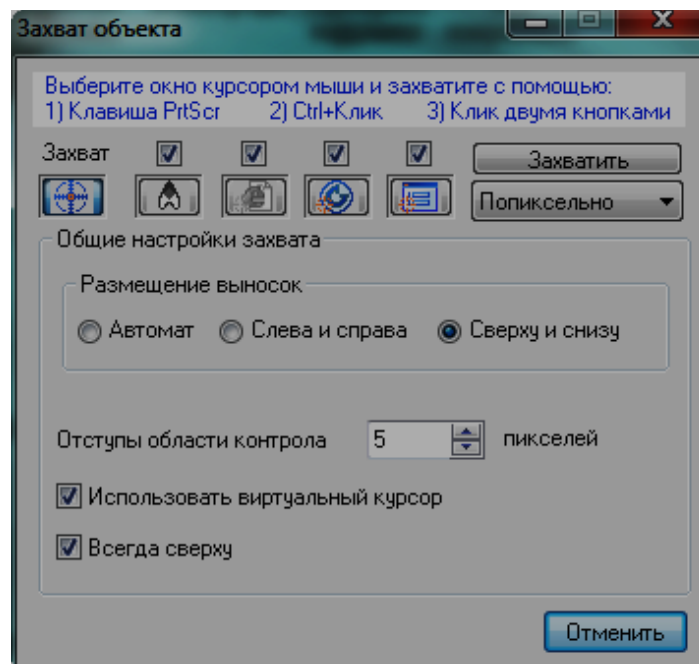 Захват объекта
Выберите окно курсором мыши и захватите с помощью:
1) Клавиша PrtScr 2) Ctrl+Клик 3) Клик двумя кнопками
Захват
Захватить
Попиксельно
Общие настройки захвата
Размещение выносок
Автомат Слева и справа Сверху и снизу
Отступы области контрола 5 пикселей
Использовать виртуальный курсор
Всегда сверху
Отменить